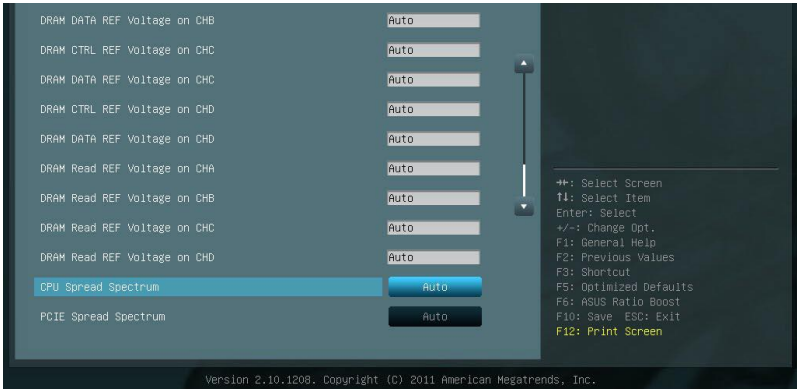 DRAM DATA REF Voltage on CHB Auto
DRAM CTRL REF Voltage on CHC Auto
DRAM DATA REF Voltage on CHC Auto
DRAM CTRL REF Voltage on CHD Auto
DRAM DATA REF Voltage on CHD Auto
DRAM Read REF Voltage on CHA Auto
DRAM Read REF Voltage on CHB Auto
DRAM Read REF Voltage on CHC Auto
DRAM Read REF Voltage on CHD Auto
CPU Spread Spectrum Auto
PCIE Spread Spectrum Auto
→←: Select Screen
↑↓: Select Item
Enter: Select
+/-: Change Opt.
F1: General Help
F2: Previous Values
F3: Shortcut
F5: Optimized Defaults
F6: ASUS Ratio Boost
F10: Save ESC: Exit
F12: Print Screen
Version 2.10.1208. Copyright (C) 2011 American Megatrends, Inc.